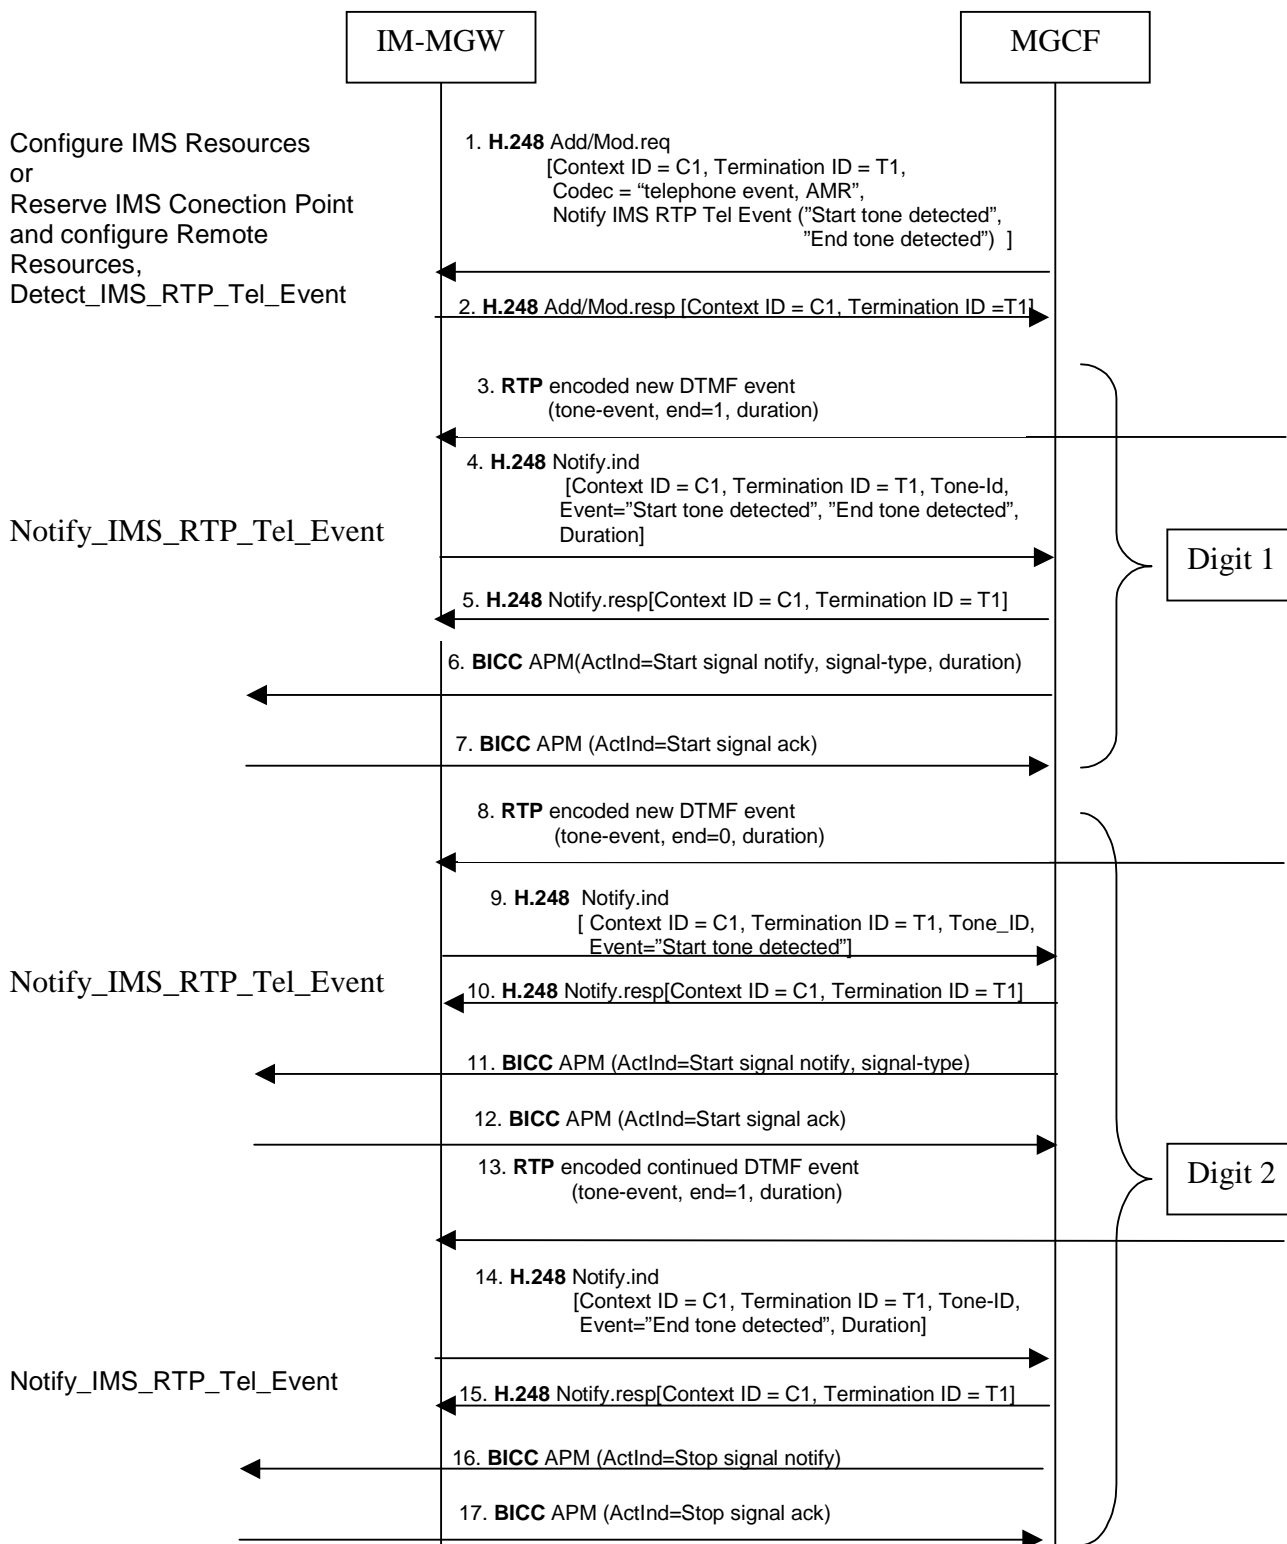 IM-MGW
MGCF
Configure IMS Resources
or
Reserve IMS Conection Point
and configure Remote
Resources,
Detect_IMS_RTP_Tel_Event
1. H.248 Add/Mod.req
[Context ID = C1, Termination ID = T1,
Codec = “telephone event, AMR”,
Notify IMS RTP Tel Event (”Start tone detected”,
”End tone detected”) ]
2. H.248 Add/Mod.resp [Context ID = C1, Termination ID =T1]
3. RTP encoded new DTMF event
(tone-event, end=1, duration)
4. H.248 Notify.ind
[Context ID = C1, Termination ID = T1, Tone-Id,
Event=”Start tone detected”, ”End tone detected”,
Duration]
Notify_IMS_RTP_Tel_Event
Digit 1
5. H.248 Notify.resp[Context ID = C1, Termination ID = T1]
6. BICC APM(ActInd=Start signal notify, signal-type, duration)
7. BICC APM (ActInd=Start signal ack)
8. RTP encoded new DTMF event
(tone-event, end=0, duration)
9. H.248 Notify.ind
[ Context ID = C1, Termination ID = T1, Tone_ID,
Event=”Start tone detected”]
Notify_IMS_RTP_Tel_Event
10. H.248 Notify.resp[Context ID = C1, Termination ID = T1]
11. BICC APM (ActInd=Start signal notify, signal-type)
12. BICC APM (ActInd=Start signal ack)
13. RTP encoded continued DTMF event
(tone-event, end=1, duration)
Digit 2
14. H.248 Notify.ind
[Context ID = C1, Termination ID = T1, Tone-ID,
Event=”End tone detected”, Duration]
Notify_IMS_RTP_Tel_Event
15. H.248 Notify.resp[Context ID = C1, Termination ID = T1]
16. BICC APM (ActInd=Stop signal notify)
17. BICC APM (ActInd=Stop signal ack)